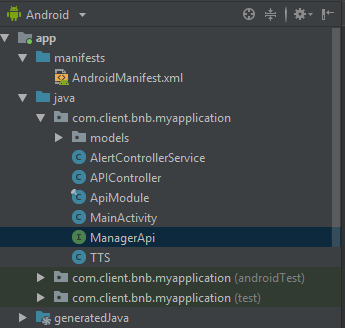 Android
app
manifests
AndroidManifest.xml
java
com.client.bnb.myapplication
models
AlertControllerService
APIController
ApiModule
MainActivity
ManagerApi
TTS
com.client.bnb.myapplication (androidTest)
com.client.bnb.myapplication (test)
generatedJava